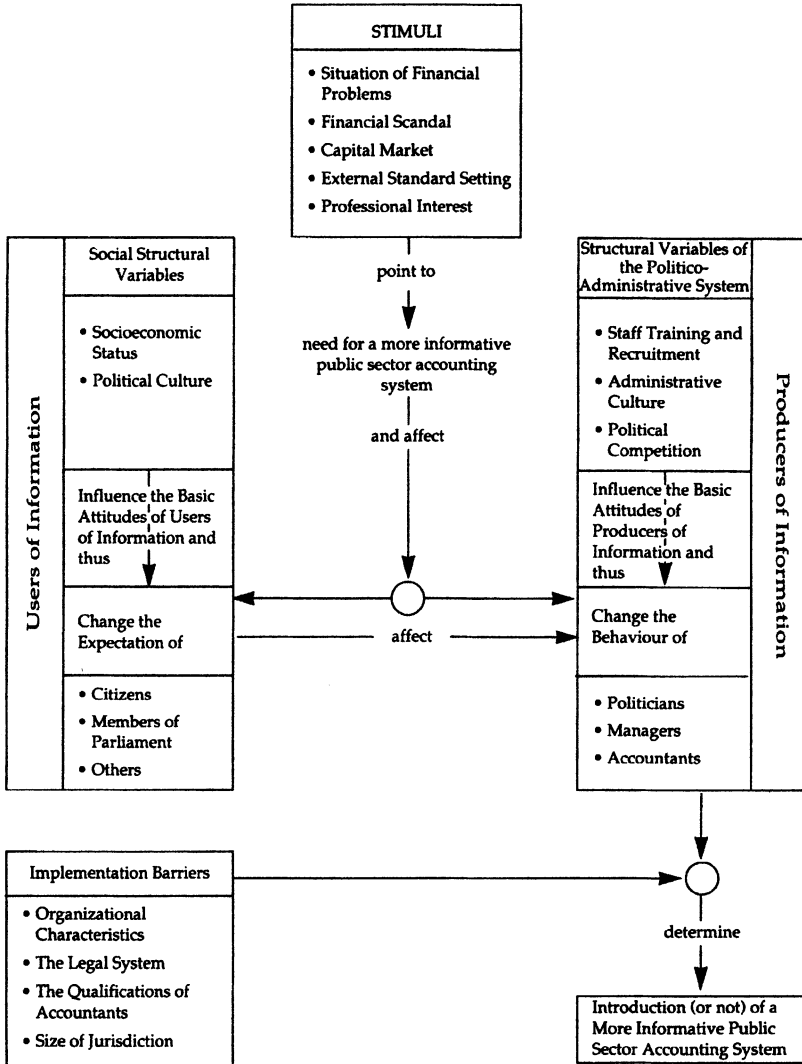 STIMULI
• Situation of Financial
Problems
• Financial Scandal
• Capital Market
• External Standard Setting
• Professional Interest
point to
need for a more informative
public sector accounting
system
and affect
Users of Information
Social Structural
Variables
• Socioeconomic
Status
• Political Culture
Influence the Basic
Attitudes of Users
of Information and
thus
Change the
Expectation of
• Citizens
• Members of
Parliament
• Others
affect
Structural Variables of
the Politico-
Administrative System
• Staff Training and
Recruitment
• Administrative
Culture
• Political
Competition
Influence the Basic
Attitudes of
Producers of
Information and
thus
Change the
Behaviour of
• Politicians
• Managers
• Accountants
Producers of Information
Implementation Barriers
• Organizational
Characteristics
• The Legal System
• The Qualifications of
Accountants
• Size of Jurisdiction
determine
Introduction (or not) of a
More Informative Public
Sector Accounting System